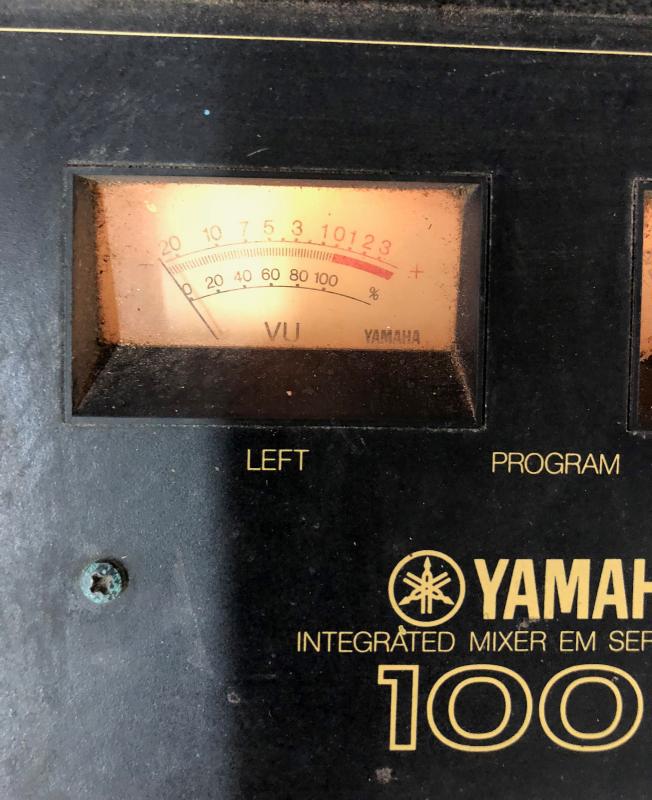 20 10 7 5 3 1 0 1 2 3
- +
0 20 40 60 80 100 %
VU YAMAHA
LEFT PROGRAM
YAMAH
INTEGRATED MIXER EM SER
100